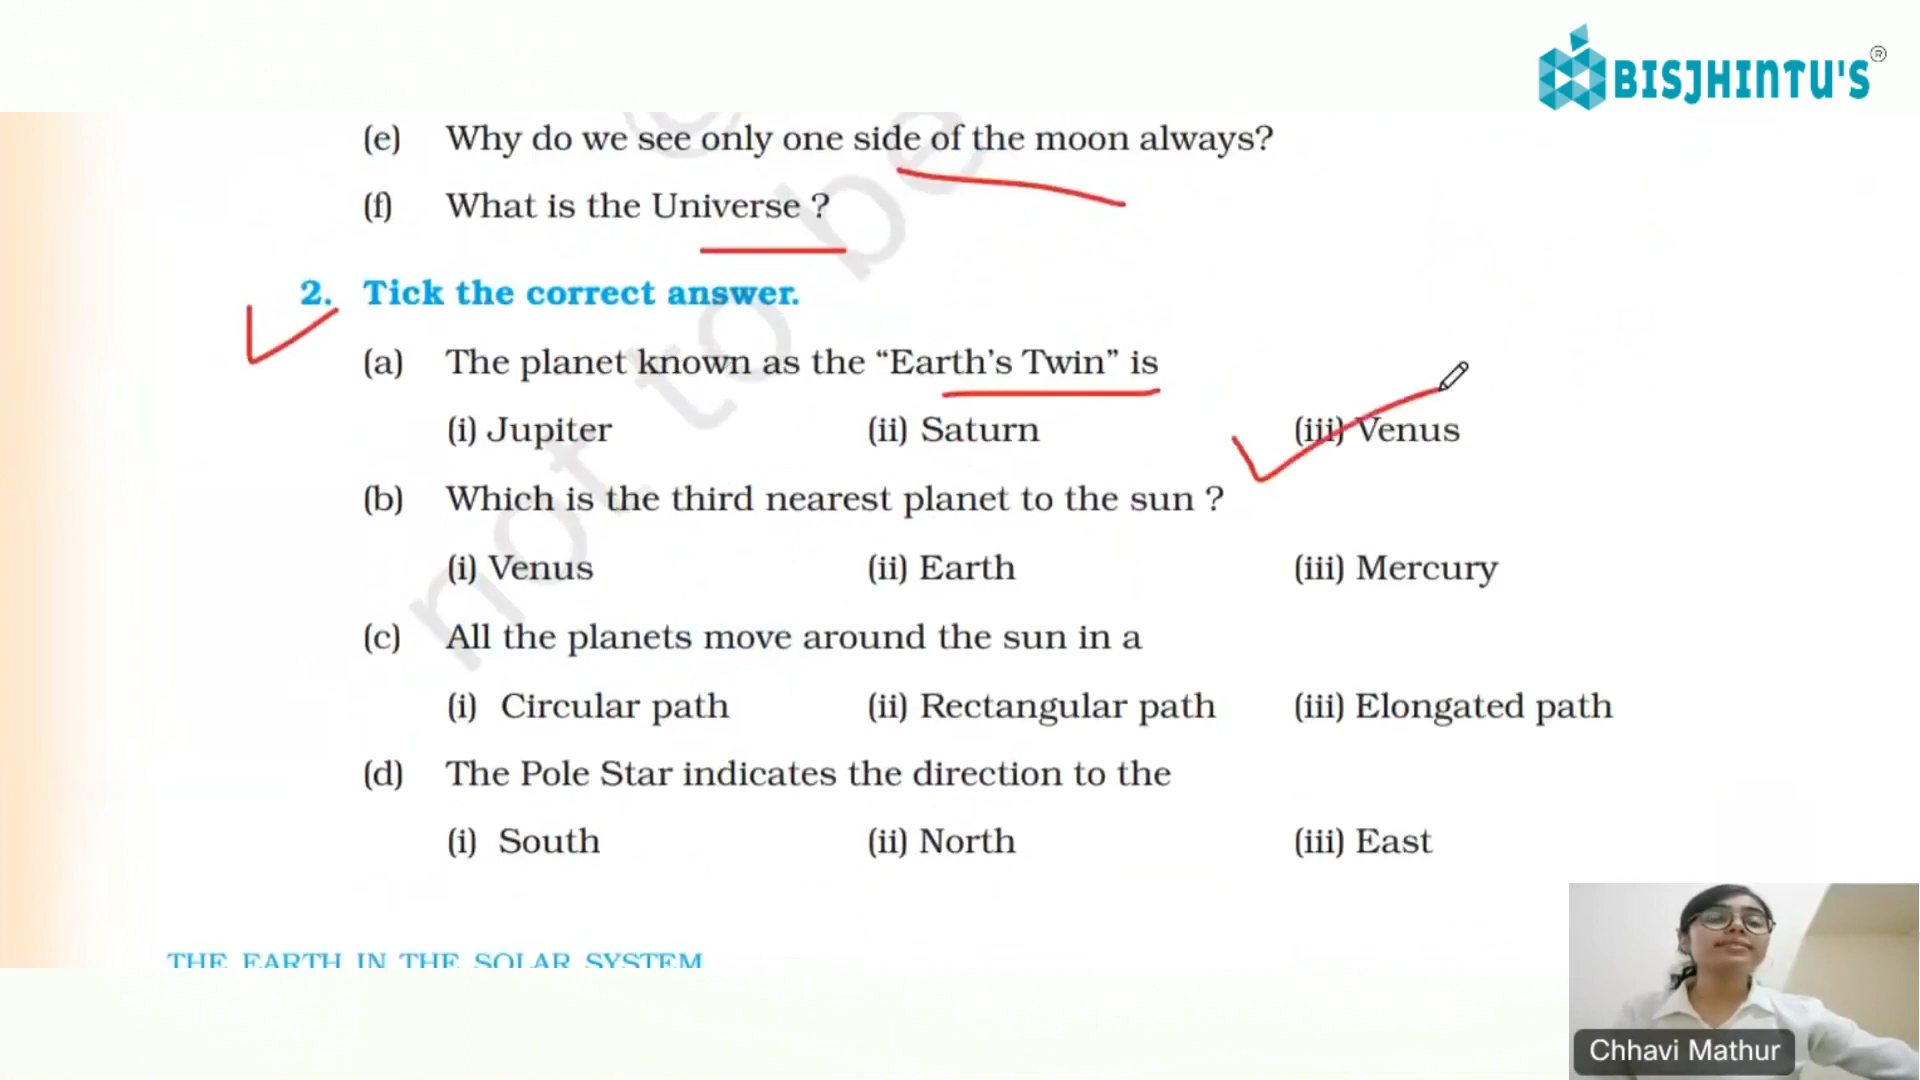 BISJHINTU'S®
(e) Why do we see only one side of the moon always?
(f) What is the Universe ?
2. Tick the correct answer.
(a) The planet known as the “Earth’s Twin” is
(i) Jupiter (ii) Saturn (iii) Venus
(b) Which is the third nearest planet to the sun ?
(i) Venus (ii) Earth (iii) Mercury
(c) All the planets move around the sun in a
(i) Circular path (ii) Rectangular path (iii) Elongated path
(d) The Pole Star indicates the direction to the
(i) South (ii) North (iii) East
THE EARTH IN THE SOLAR SYSTEM
Chhavi Mathur
not to be